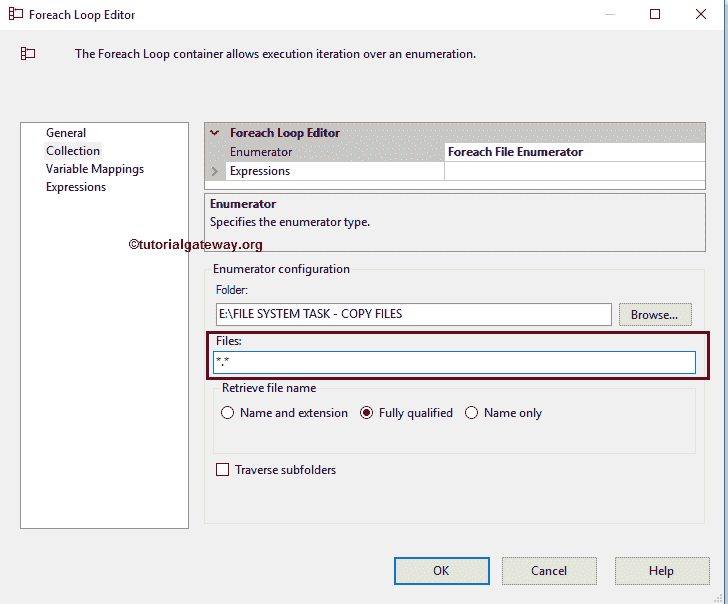 Foreach Loop Editor
The Foreach Loop container allows execution iteration over an enumeration.
General
Collection
Variable Mappings
Expressions
Foreach Loop Editor
Enumerator Foreach File Enumerator
Expressions
Enumerator
Specifies the enumerator type.
©tutorialgateway.org
Enumerator configuration
Folder:
E:\FILE SYSTEM TASK - COPY FILES Browse...
Files:
*.*
Retrieve file name
Name and extension Fully qualified Name only
Traverse subfolders
OK Cancel Help